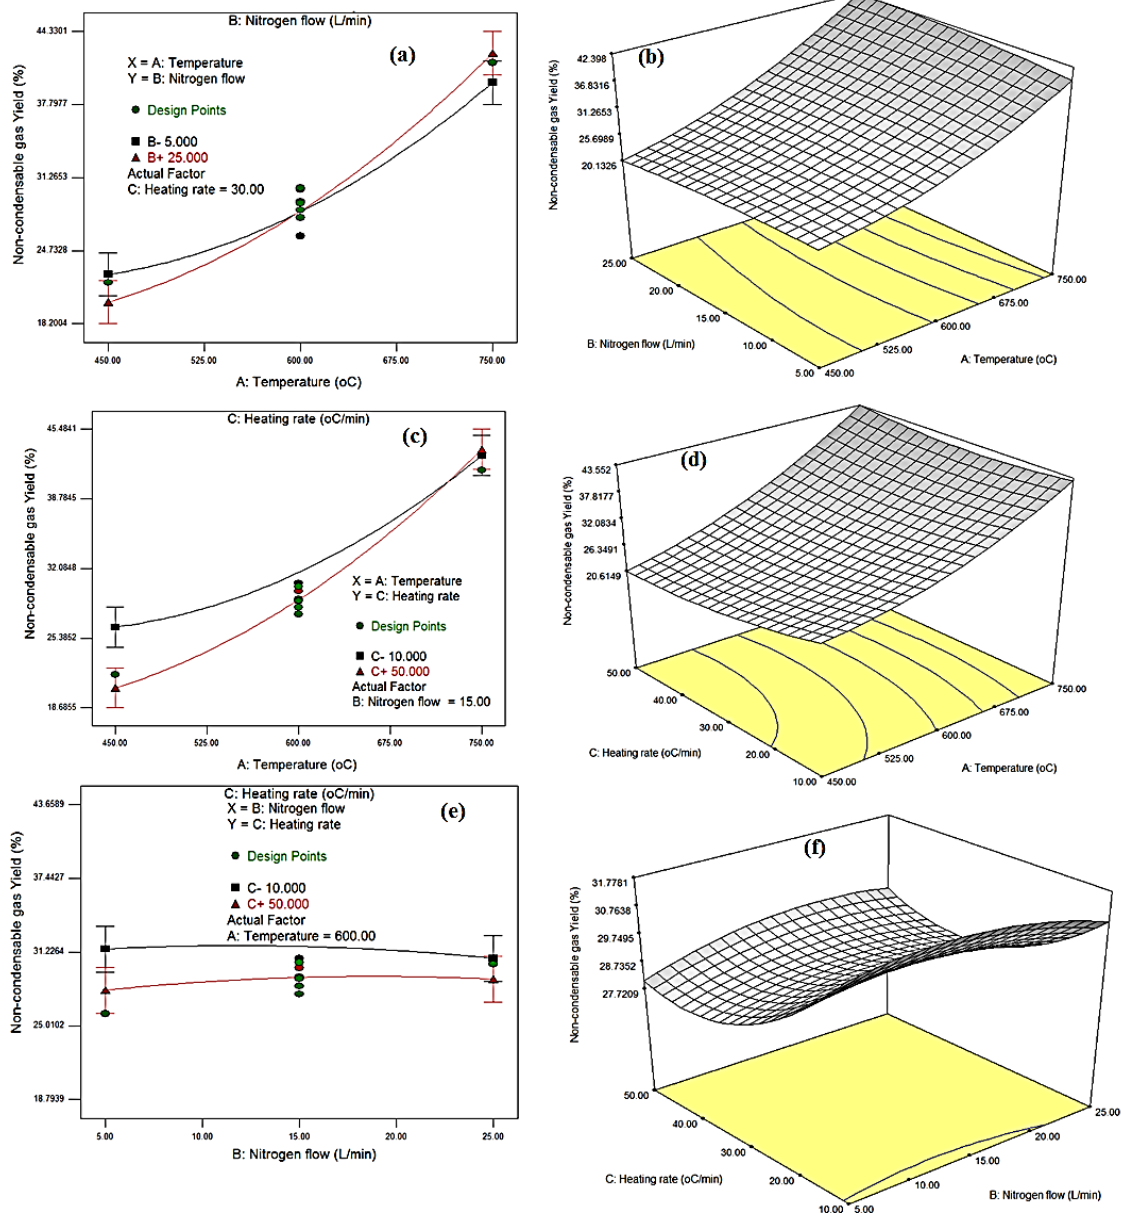 B: Nitrogen flow (L/min)
(a)
X = A: Temperature
Y = B: Nitrogen flow
Design Points
B- 5.000
B+ 25.000
Actual Factor
C: Heating rate = 30.00
Non-condensable gas Yield (%)
44.3301
37.7977
31.2653
24.7328
18.2004
450.00
525.00
600.00
675.00
750.00
A: Temperature (oC)
(b)
Non-condensable gas Yield (%)
42.398
36.8316
31.2653
25.6989
20.1326
25.00
20.00
15.00
10.00
5.00
450.00
525.00
600.00
675.00
750.00
B: Nitrogen flow (L/min)
A: Temperature (oC)
C: Heating rate (oC/min)
(c)
Non-condensable gas Yield (%)
45.4841
38.7845
32.0848
25.3852
18.6855
X = A: Temperature
Y = C: Heating rate
Design Points
C- 10.000
C+ 50.000
Actual Factor
B: Nitrogen flow = 15.00
450.00
525.00
600.00
675.00
750.00
A: Temperature (oC)
(d)
Non-condensable gas Yield (%)
43.552
37.8177
32.0834
26.3491
20.6149
50.00
40.00
30.00
20.00
10.00
450.00
525.00
600.00
675.00
750.00
C: Heating rate (oC/min)
A: Temperature (oC)
C: Heating rate (oC/min)
X = B: Nitrogen flow
Y = C: Heating rate
(e)
Design Points
C- 10.000
C+ 50.000
Actual Factor
A: Temperature = 600.00
Non-condensable gas Yield (%)
43.6589
37.4427
31.2264
25.0102
18.7939
5.00
10.00
15.00
20.00
25.00
B: Nitrogen flow (L/min)
(f)
Non-condensable gas Yield (%)
31.7781
30.7638
29.7495
28.7352
27.7209
50.00
40.00
30.00
20.00
10.00
5.00
10.00
15.00
20.00
25.00
C: Heating rate (oC/min)
B: Nitrogen flow (L/min)